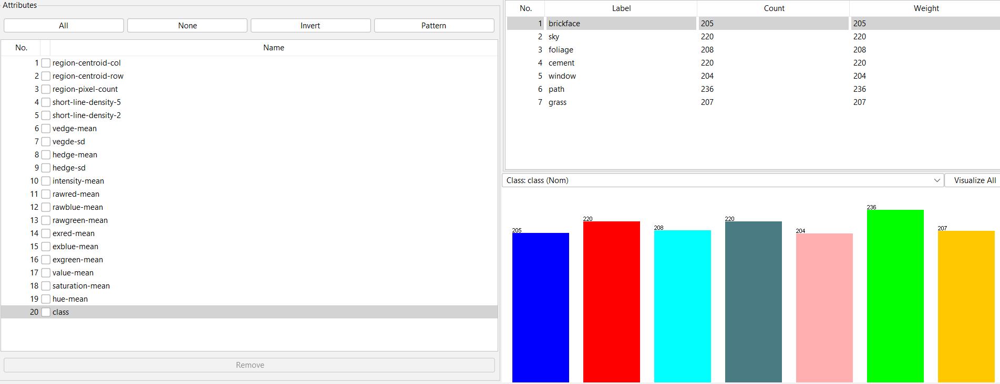 Attributes
All None Invert Pattern
No. Name
1 region-centroid-col
2 region-centroid-row
3 region-pixel-count
4 short-line-density-5
5 short-line-density-2
6 vedge-mean
7 vegde-sd
8 hedge-mean
9 hedge-sd
10 intensity-mean
11 rawred-mean
12 rawblue-mean
13 rawgreen-mean
14 exred-mean
15 exblue-mean
16 exgreen-mean
17 value-mean
18 saturation-mean
19 hue-mean
20 class
Remove
No. Label Count Weight
1 brickface 205 205
2 sky 220 220
3 foliage 208 208
4 cement 220 220
5 window 204 204
6 path 236 236
7 grass 207 207
Class: class (Nom) Visualize All
205 220 208 220 204 236 207